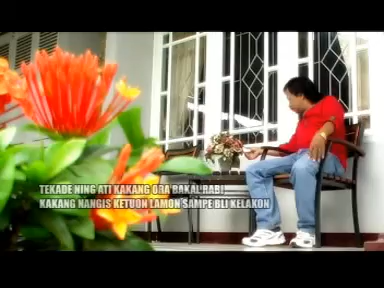 TEKADE NING ATI KAKANG ORA BAKAL RABI
KAKANG NANGIS KETUON LAMON SAMPE BLI KELAKON